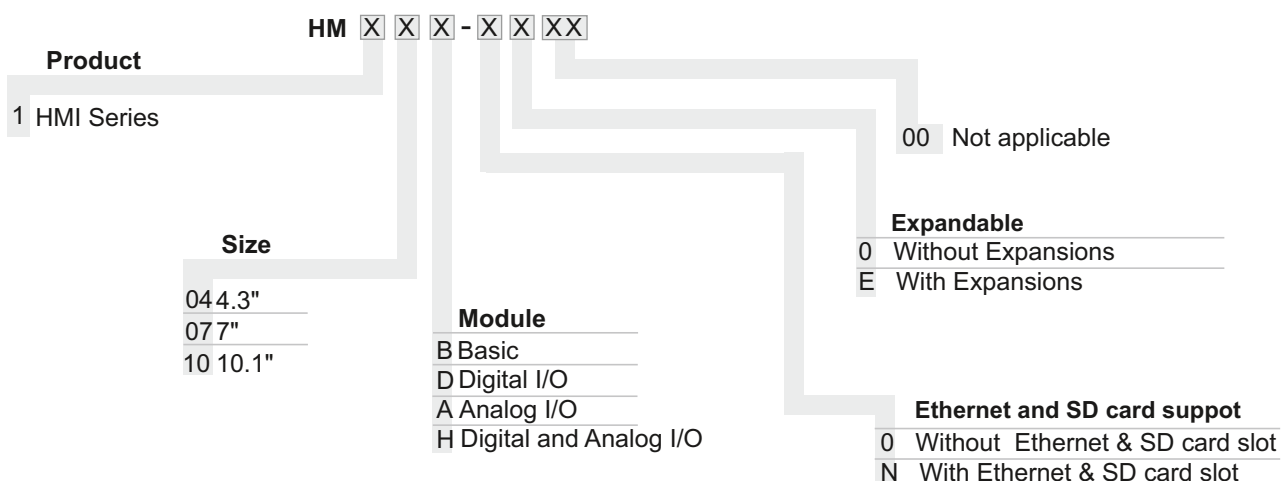 HM X X X - X X XX
Product
1 HMI Series
00 Not applicable
Expandable
0 Without Expansions
E With Expansions
Size
04 4.3"
07 7"
10 10.1"
Module
B Basic
D Digital I/O
A Analog I/O
H Digital and Analog I/O
Ethernet and SD card suppot
0 Without Ethernet & SD card slot
N With Ethernet & SD card slot